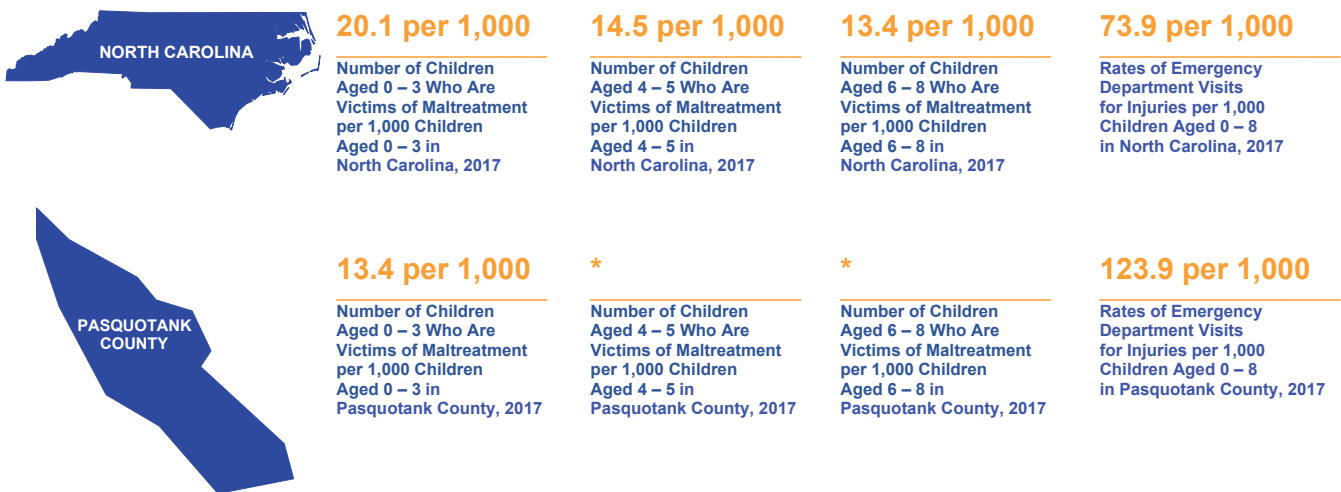 NORTH CAROLINA
20.1 per 1,000
Number of Children
Aged 0 – 3 Who Are
Victims of Maltreatment
per 1,000 Children
Aged 0 – 3 in
North Carolina, 2017
14.5 per 1,000
Number of Children
Aged 4 – 5 Who Are
Victims of Maltreatment
per 1,000 Children
Aged 4 – 5 in
North Carolina, 2017
13.4 per 1,000
Number of Children
Aged 6 – 8 Who Are
Victims of Maltreatment
per 1,000 Children
Aged 6 – 8 in
North Carolina, 2017
73.9 per 1,000
Rates of Emergency
Department Visits
for Injuries per 1,000
Children Aged 0 – 8
in North Carolina, 2017
PASQUOTANK
COUNTY
13.4 per 1,000
Number of Children
Aged 0 – 3 Who Are
Victims of Maltreatment
per 1,000 Children
Aged 0 – 3 in
Pasquotank County, 2017
*
Number of Children
Aged 4 – 5 Who Are
Victims of Maltreatment
per 1,000 Children
Aged 4 – 5 in
Pasquotank County, 2017
*
Number of Children
Aged 6 – 8 Who Are
Victims of Maltreatment
per 1,000 Children
Aged 6 – 8 in
Pasquotank County, 2017
123.9 per 1,000
Rates of Emergency
Department Visits
for Injuries per 1,000
Children Aged 0 – 8
in Pasquotank County, 2017